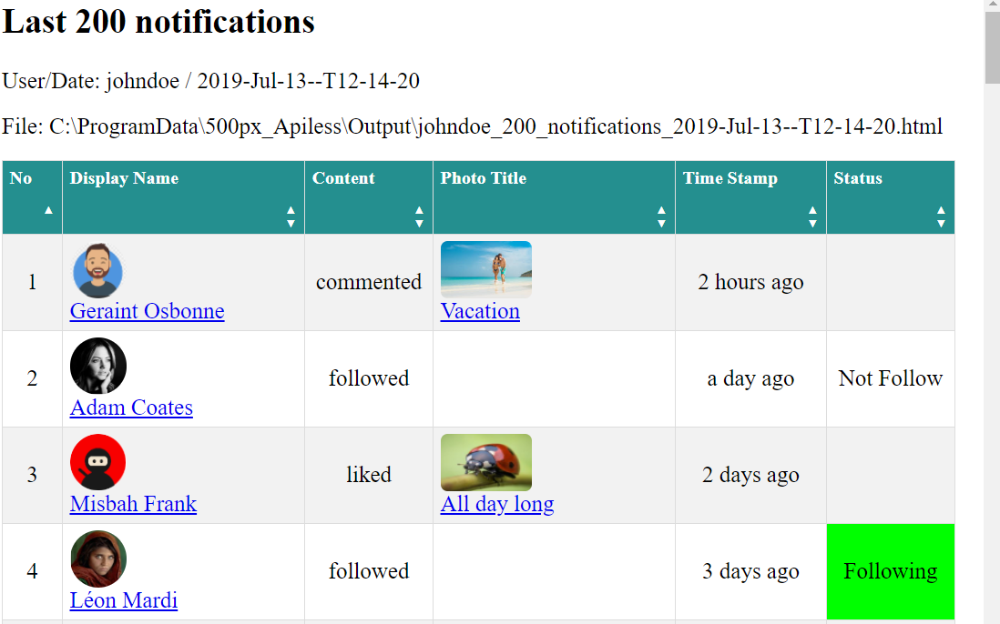 Last 200 notifications
User/Date: johndoe / 2019-Jul-13--T12-14-20
File: C:\ProgramData\500px_Apiless\Output\johndoe_200_notifications_2019-Jul-13--T12-14-20.html
No Display Name Content Photo Title Time Stamp Status
1 Geraint Osbonne commented Vacation 2 hours ago
2 Adam Coates followed a day ago Not Follow
3 Misbah Frank liked All day long 2 days ago
4 Léon Mardi followed 3 days ago Following